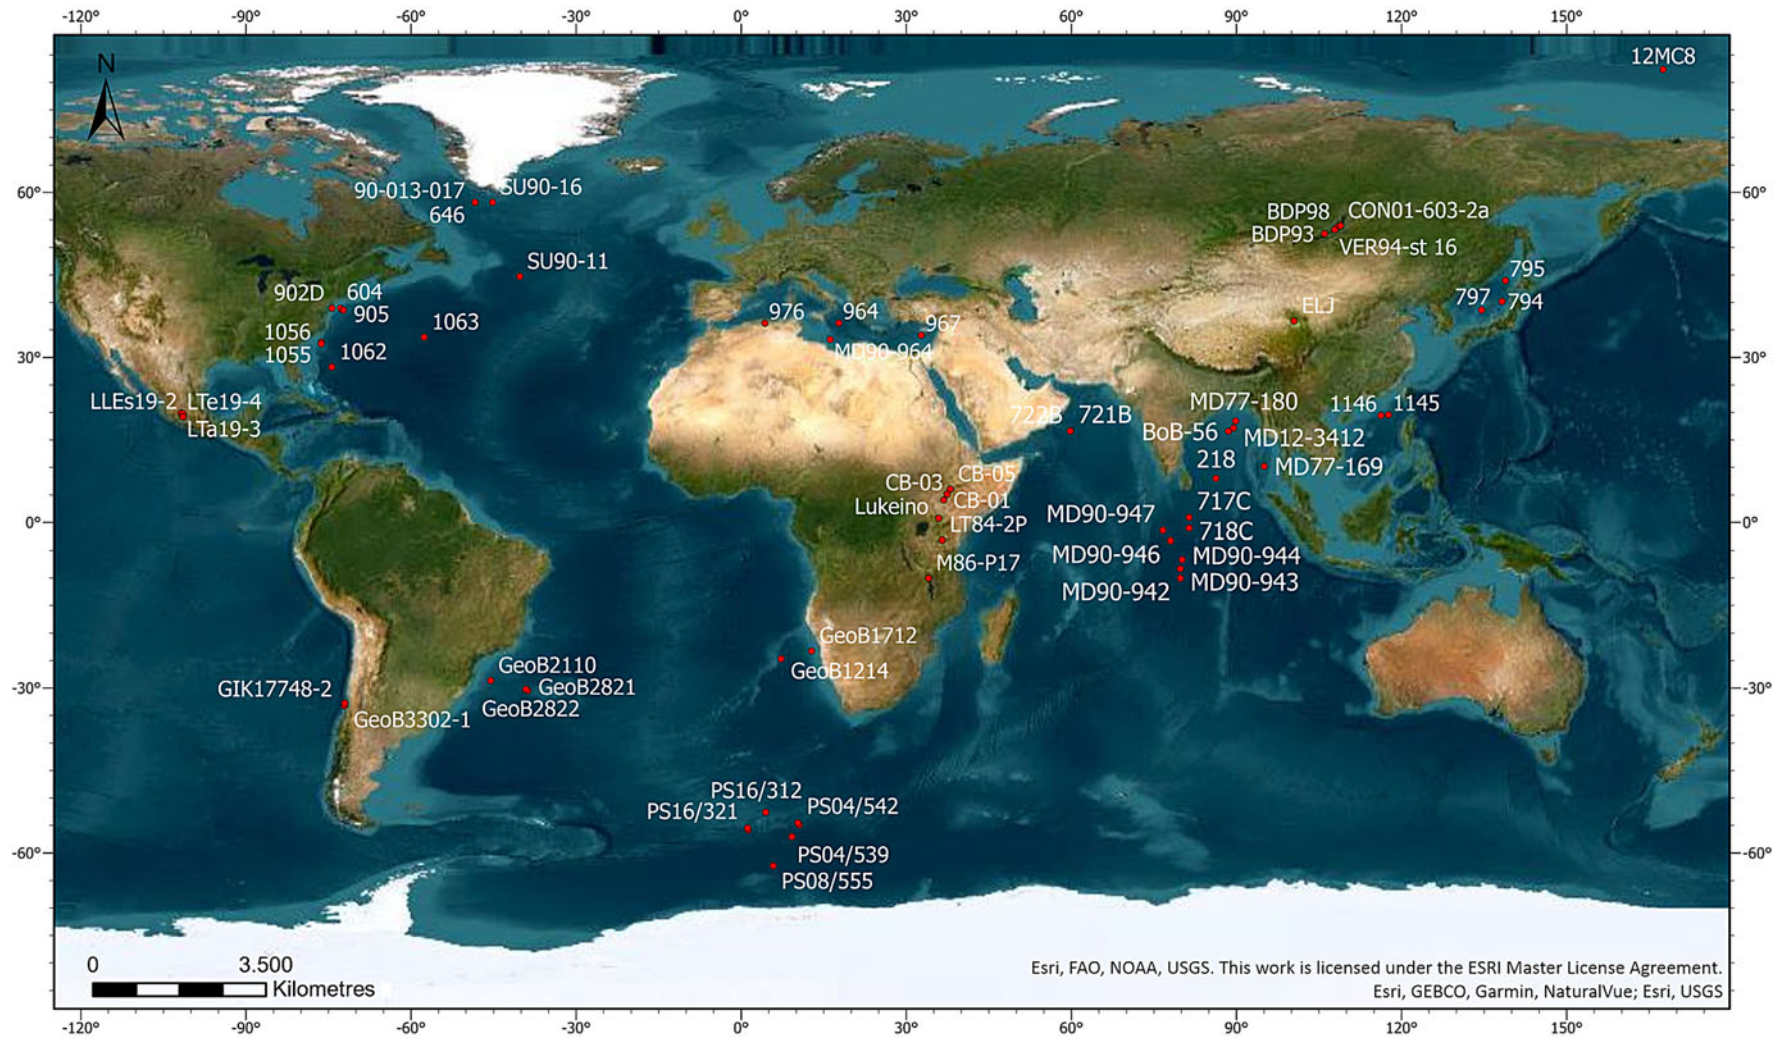 -120° -90° -60° -30° 0° 30° 60° 90° 120° 150°
12MC8
N
60° 60°
90-013-017 SU90-16
646
BDP98 CON01-603-2a
BDP93 VER94-st 16
SU90-11
795
902D 604
905
976 964 967
ELJ
797 794
1056 1063
1055 1062
MD90-964
30° 30°
LLEs19-2 LTe19-4
LTa19-3
722B 721B
MD77-180
1146 1145
BoB-56 MD12-3412
218 MD77-169
CB-03 CB-05
Lukeino CB-01
LT84-2P
MD90-947 717C
718C
0° 0°
M86-P17
MD90-946 MD90-944
MD90-942 MD90-943
GeoB1712
GeoB1214
GeoB2110
GIK17748-2 GeoB2821
GeoB2822
GeoB3302-1
-30° -30°
PS16/312
PS16/321 PS04/542
PS04/539
PS08/555
-60° -60°
0 3.500
Kilometres
Esri, FAO, NOAA, USGS. This work is licensed under the ESRI Master License Agreement.
Esri, GEBCO, Garmin, NaturalVue; Esri, USGS
-120° -90° -60° -30° 0° 30° 60° 90° 120° 150°